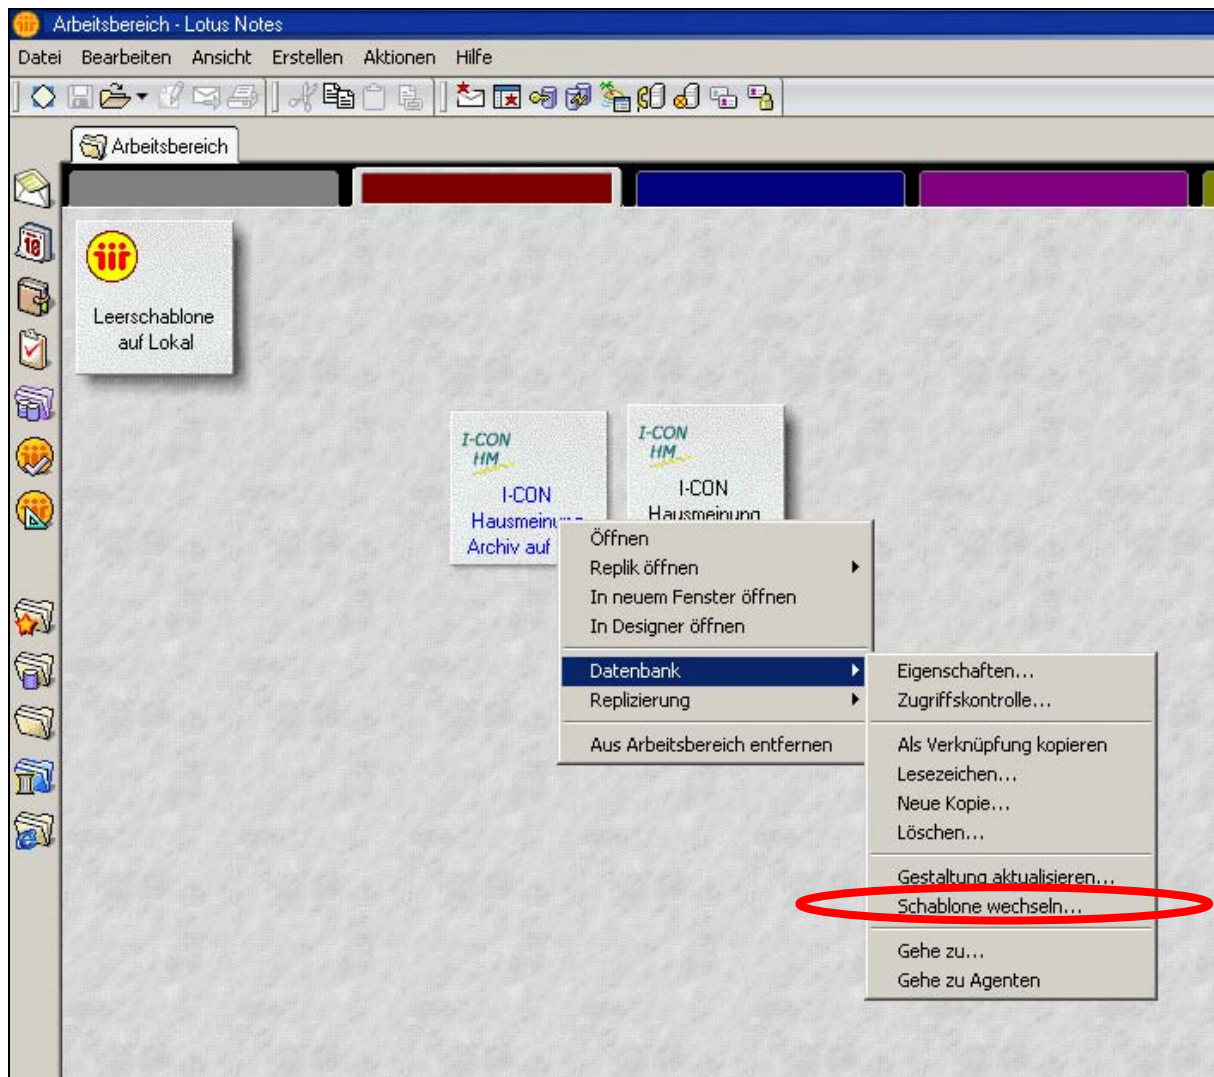 Arbeitsbereich - Lotus Notes
Datei Bearbeiten Ansicht Erstellen Aktionen Hilfe
Arbeitsbereich
18
Leerschablone
auf Lokal
I-CON
HM
I-CON
Hausmeinung
Archiv auf
I-CON
HM
I-CON
Hausmeinung
Öffnen
Replik öffnen
In neuem Fenster öffnen
In Designer öffnen
Datenbank
Replizierung
Aus Arbeitsbereich entfernen
Eigenschaften...
Zugriffskontrolle...
Als Verknüpfung kopieren
Lesezeichen...
Neue Kopie...
Löschen...
Gestaltung aktualisieren...
Schablone wechseln...
Gehe zu...
Gehe zu Agenten